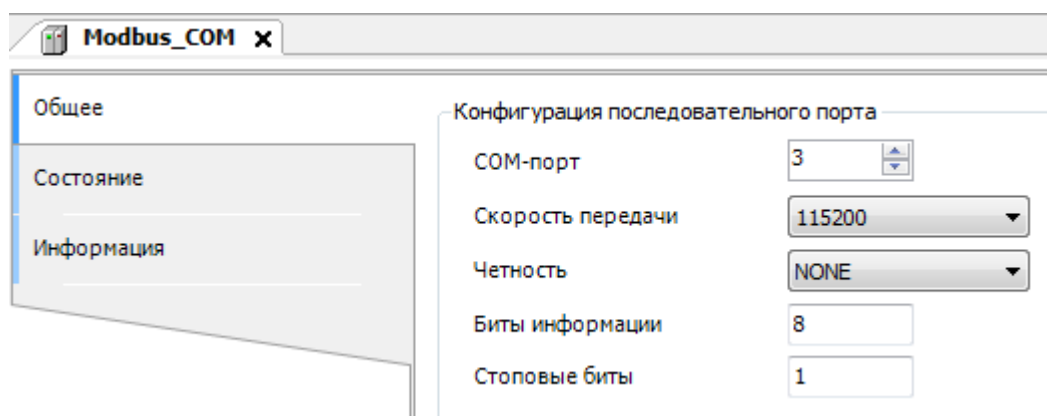 Modbus_COM x
Общее
Состояние
Информация
Конфигурация последовательного порта
COM-порт 3
Скорость передачи 115200
Четность NONE
Биты информации 8
Стоповые биты 1